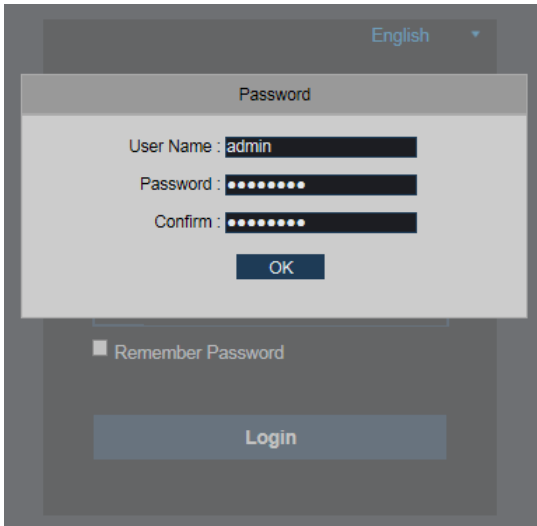 English
Password
User Name : admin
Password : ••••••••
Confirm : ••••••••
OK
Remember Password
Login